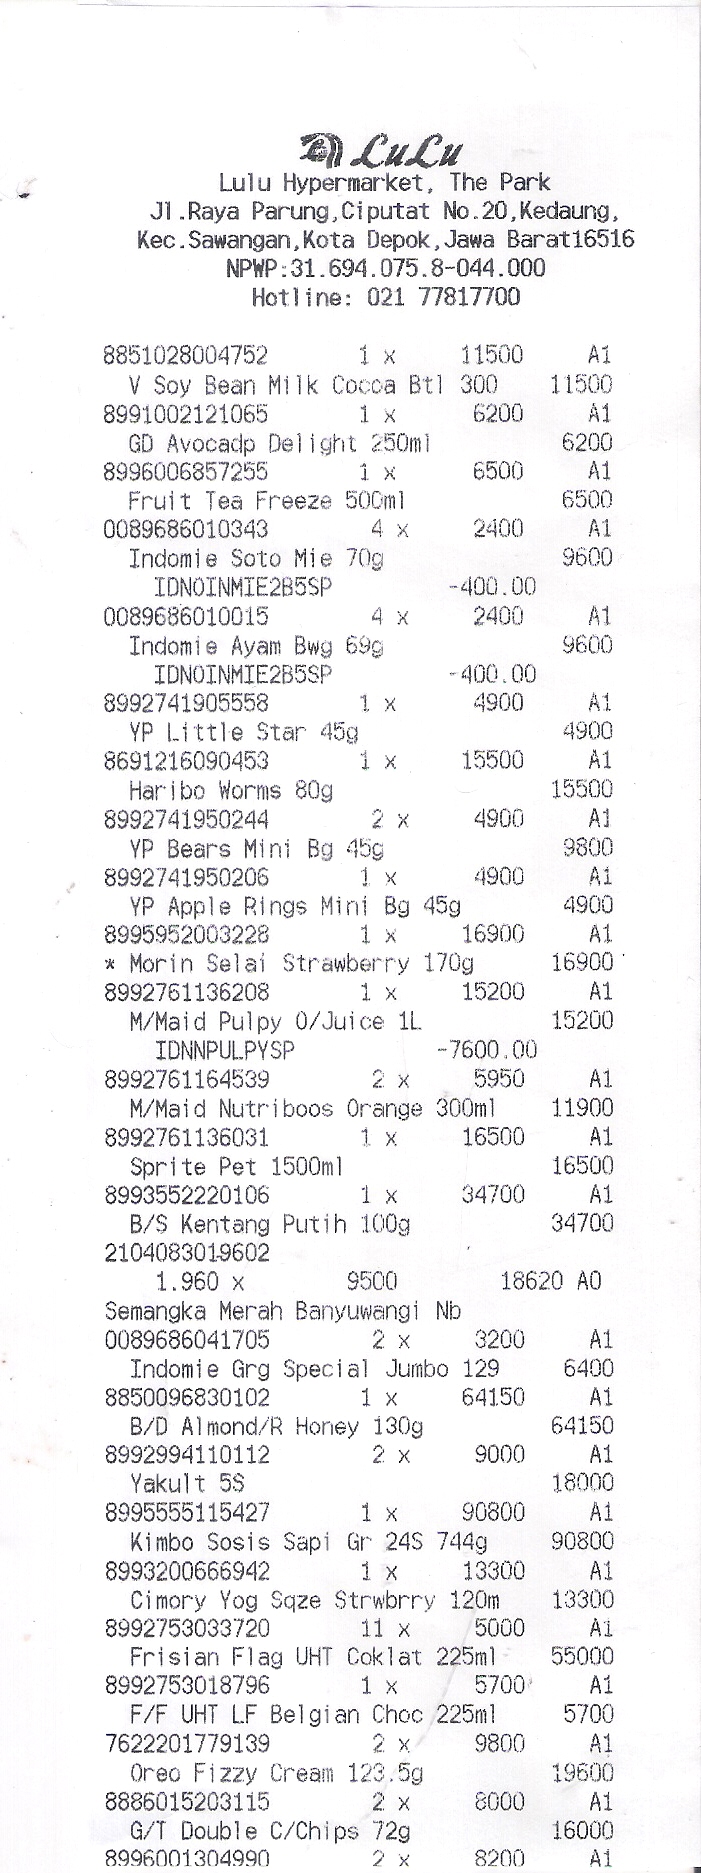 LuLu
Lulu Hypermarket, The Park
Jl.Raya Parung,Ciputat No.20,Kedaung,
Kec.Sawangan,Kota Depok,Jawa Barat16516
NPWP:31.694.075.8-044.000
Hotline: 021 77817700
8851028004752 1 x 11500 A1
V Soy Bean Milk Cocoa Btl 300 11500
8991002121065 1 x 6200 A1
GD Avocadp Delight 250ml 6200
8996006857255 1 x 6500 A1
Fruit Tea Freeze 500ml 6500
0089686010343 4 x 2400 A1
Indomie Soto Mie 70g 9600
IDNOINMIE2B5SP -400.00
0089686010015 4 x 2400 A1
Indomie Ayam Bwg 69g 9600
IDNOINMIE2B5SP -400.00
8992741905558 1 x 4900 A1
YP Little Star 45g 4900
8691216090453 1 x 15500 A1
Haribo Worms 80g 15500
8992741950244 2 x 4900 A1
YP Bears Mini Bg 45g 9800
8992741950206 1 x 4900 A1
YP Apple Rings Mini Bg 45g 4900
8995952003228 1 x 16900 A1
* Morin Selai Strawberry 170g 16900
8992761136208 1 x 15200 A1
M/Maid Pulpy O/Juice 1L 15200
IDNNPULPYSP -7600.00
8992761164539 2 x 5950 A1
M/Maid Nutriboos Orange 300ml 11900
8992761136031 1 x 16500 A1
Sprite Pet 1500ml 16500
8993552220106 1 x 34700 A1
B/S Kentang Putih 100g 34700
2104083019602
1.960 x 9500 18620 A0
Semangka Merah Banyuwangi Nb
0089686041705 2 x 3200 A1
Indomie Grg Special Jumbo 129 6400
8850096830102 1 x 64150 A1
B/D Almond/R Honey 130g 64150
8992994110112 2 x 9000 A1
Yakult 5S 18000
8995555115427 1 x 90800 A1
Kimbo Sosis Sapi Gr 24S 744g 90800
8993200666942 1 x 13300 A1
Cimory Yog Sqze Strwbrry 120m 13300
8992753033720 11 x 5000 A1
Frisian Flag UHT Coklat 225ml 55000
8992753018796 1 x 5700 A1
F/F UHT LF Belgian Choc 225ml 5700
7622201779139 2 x 9800 A1
Oreo Fizzy Cream 123.5g 19600
8886015203115 2 x 8000 A1
G/T Double C/Chips 72g 16000
8996001304990 2 x 8200 A1